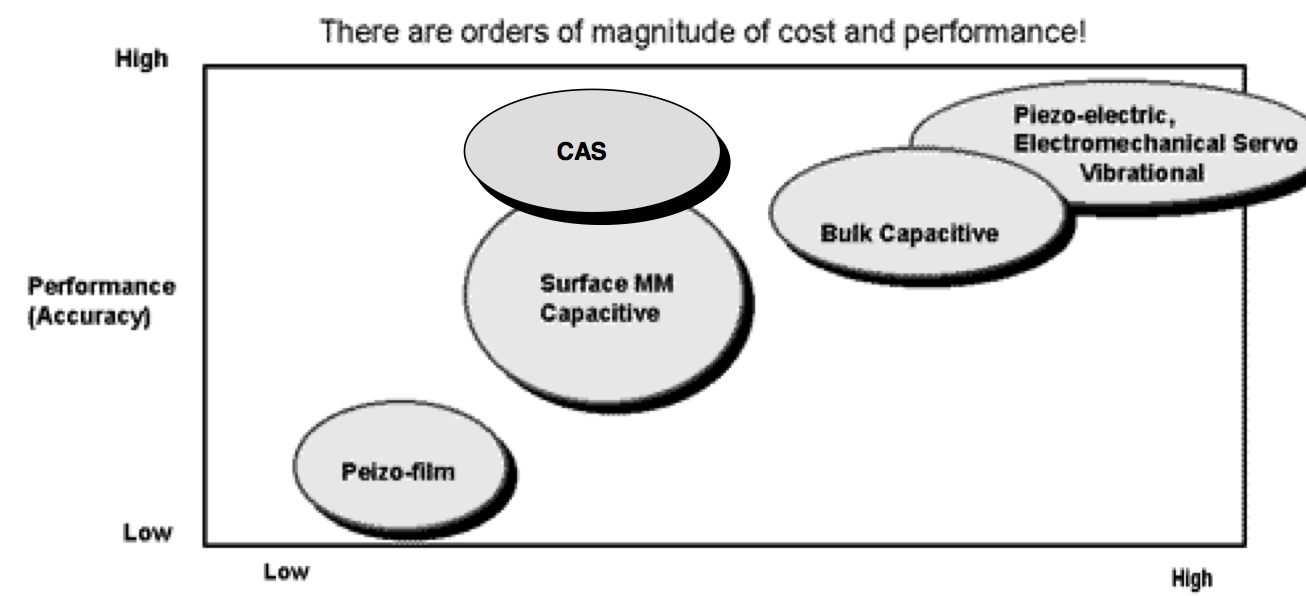 There are orders of magnitude of cost and performance!
High
Piezo-electric,
Electromechanical Servo
Vibrational
CAS
Bulk Capacitive
Surface MM
Capacitive
Performance
(Accuracy)
Peizo-film
Low
Low
High